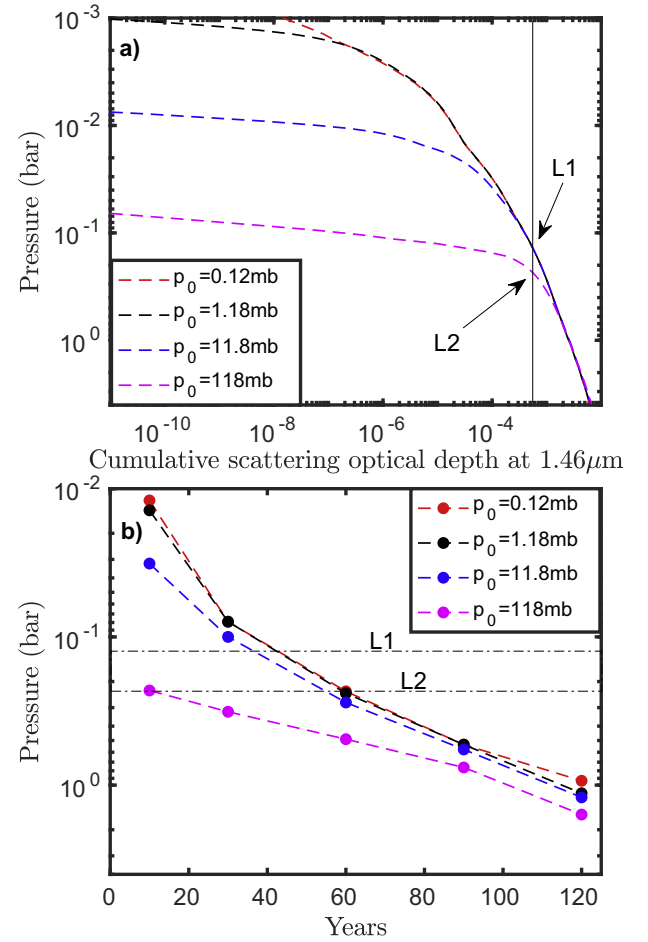 10^-3
a)
10^-2
L1
10^-1
p_0=0.12mb
p_0=1.18mb
L2
10^0
p_0=11.8mb
p_0=118mb
Pressure (bar)
10^-10 10^-8 10^-6 10^-4
Cumulative scattering optical depth at 1.46μm
10^-2
b)
p_0=0.12mb
p_0=1.18mb
p_0=11.8mb
p_0=118mb
10^-1
L1
L2
10^0
Pressure (bar)
0 20 40 60 80 100 120
Years